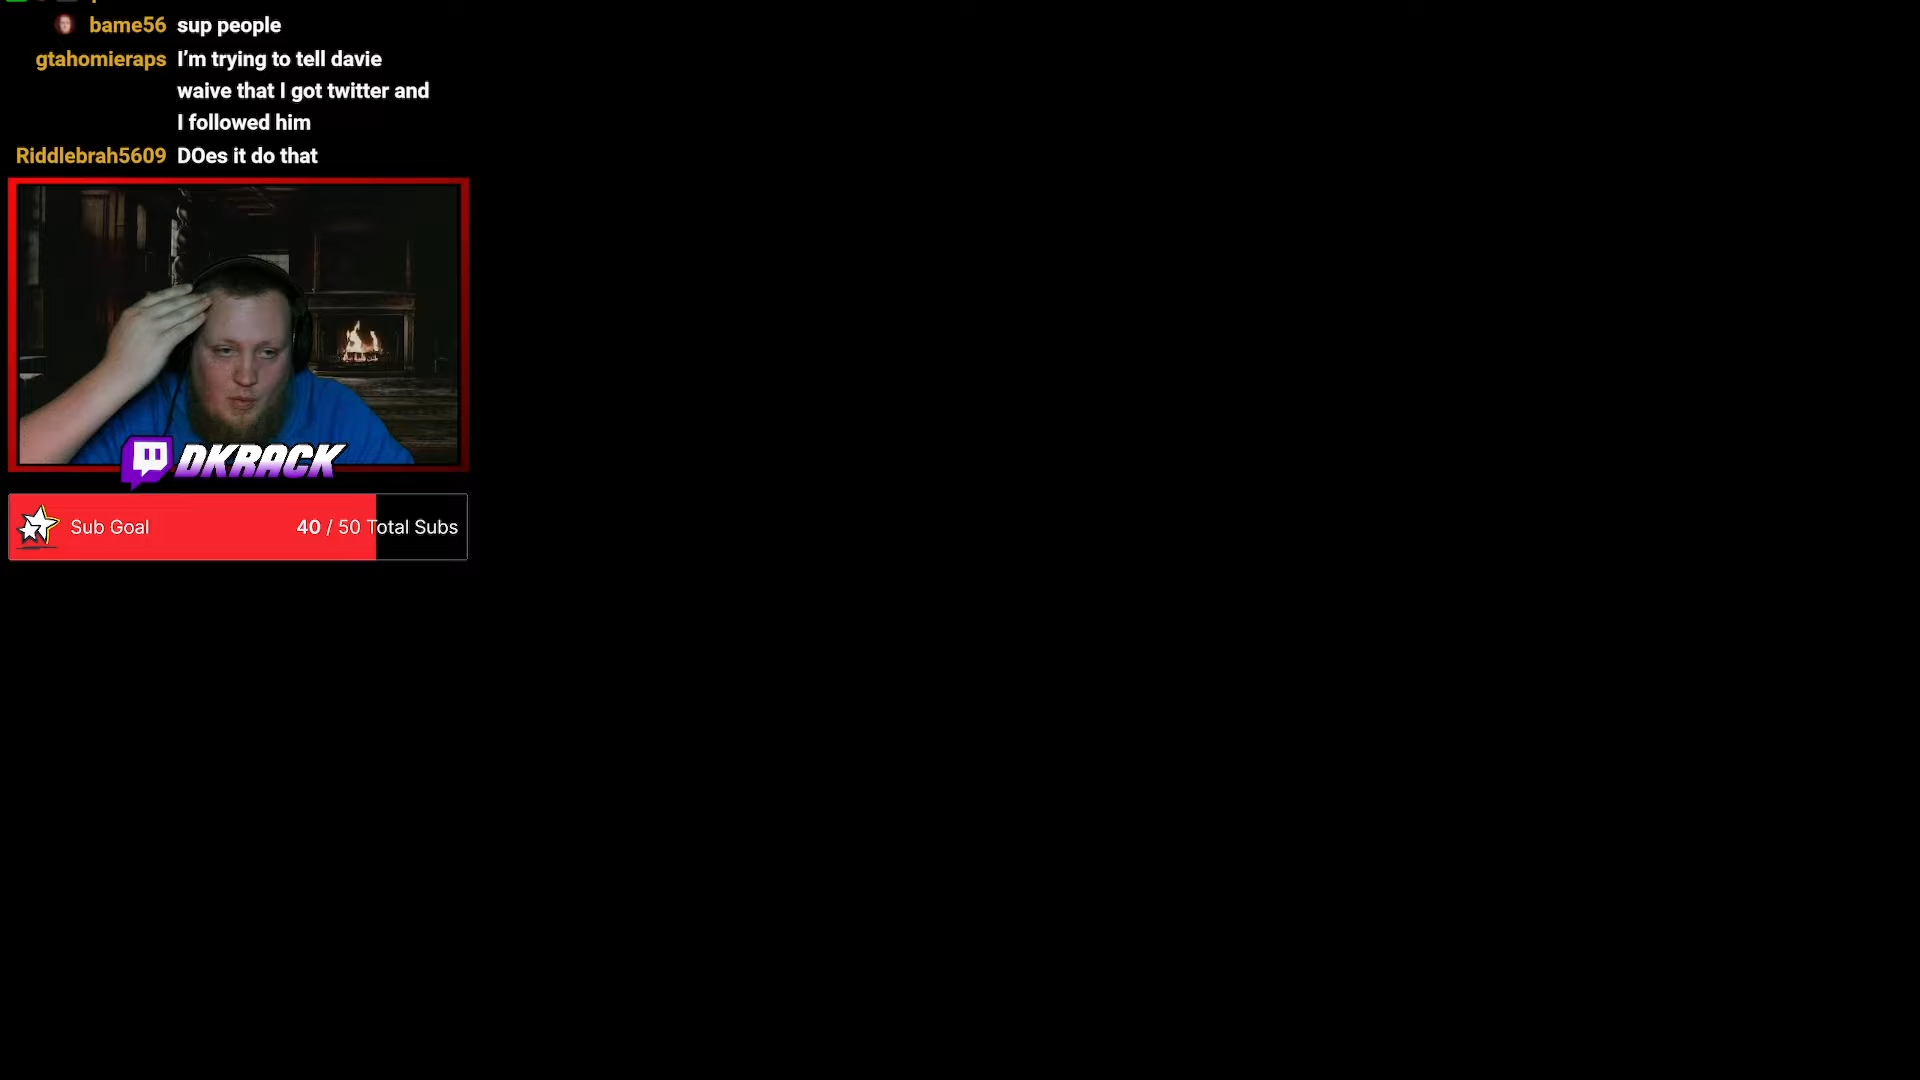 bame56 sup people
gtahomieraps I’m trying to tell davie
waive that I got twitter and
I followed him
Riddlebrah5609 DOes it do that
DKRACK
Sub Goal 40 / 50 Total Subs